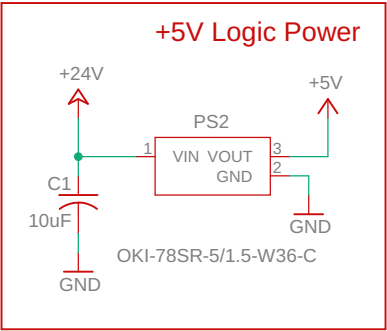 +5V Logic Power
+24V
+5V
PS2
1
VIN VOUT
3
GND
2
C1
10uF
GND
OKI-78SR-5/1.5-W36-C
GND